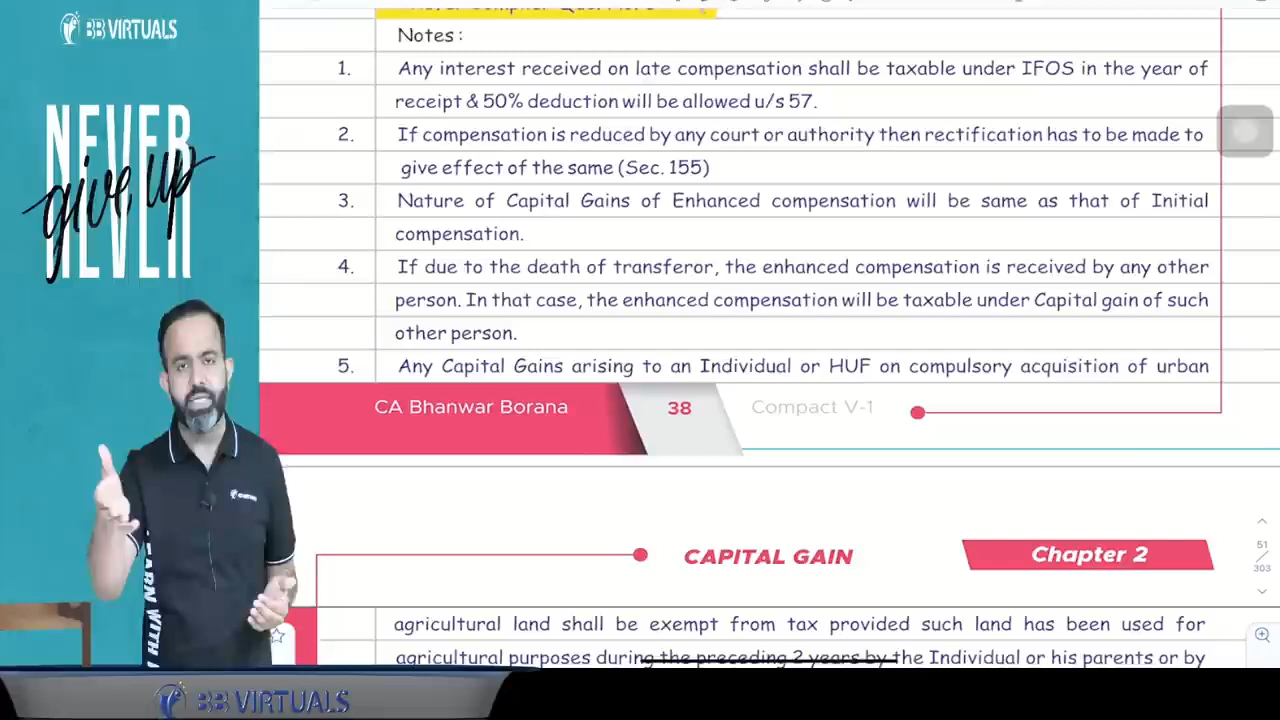 BB VIRTUALS
NEVER
give up
NEVER
Notes :
1. Any interest received on late compensation shall be taxable under IFOS in the year of
receipt & 50% deduction will be allowed u/s 57.
2. If compensation is reduced by any court or authority then rectification has to be made to
give effect of the same (Sec. 155)
3. Nature of Capital Gains of Enhanced compensation will be same as that of Initial
compensation.
4. If due to the death of transferor, the enhanced compensation is received by any other
person. In that case, the enhanced compensation will be taxable under Capital gain of such
other person.
5. Any Capital Gains arising to an Individual or HUF on compulsory acquisition of urban
CA Bhanwar Borana 38 Compact V-1
51
303
CAPITAL GAIN Chapter 2
agricultural land shall be exempt from tax provided such land has been used for
agricultural purposes during the preceding 2 years by the Individual or his parents or by
LEARN WITH
BB VIRTUALS